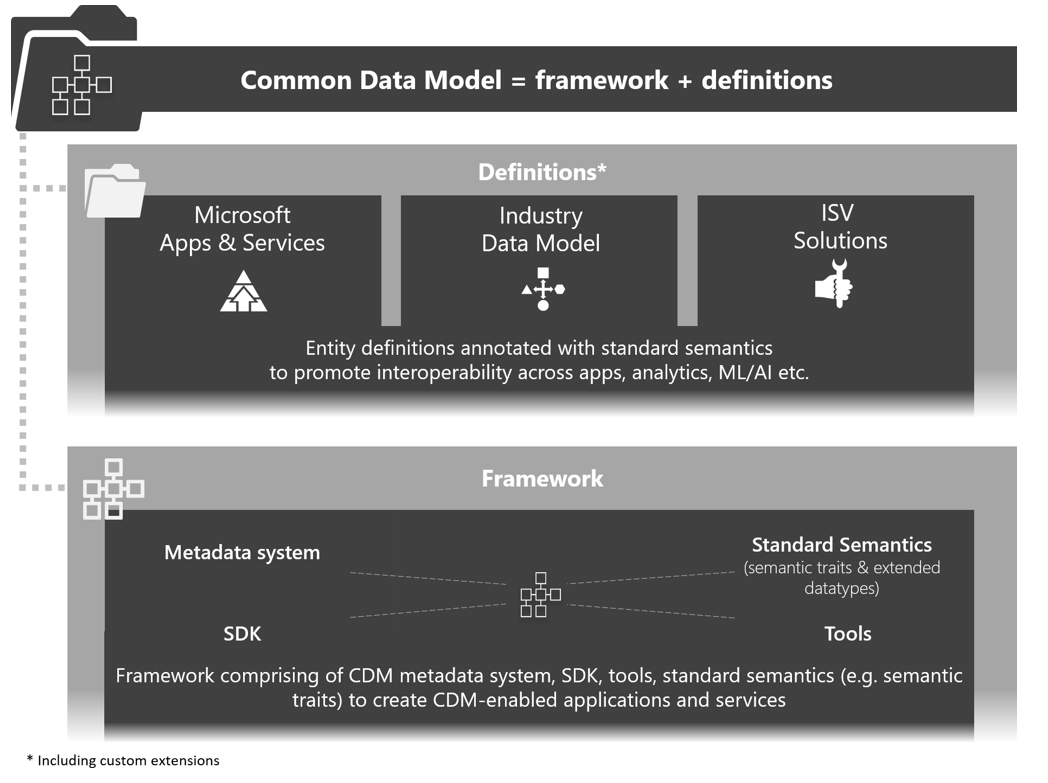 Common Data Model = framework + definitions
Definitions*
Microsoft
Apps & Services
Industry
Data Model
ISV
Solutions
Entity definitions annotated with standard semantics
to promote interoperability across apps, analytics, ML/AI etc.
Framework
Metadata system
Standard Semantics
(semantic traits & extended
datatypes)
SDK
Tools
Framework comprising of CDM metadata system, SDK, tools, standard semantics (e.g. semantic
traits) to create CDM-enabled applications and services
* Including custom extensions